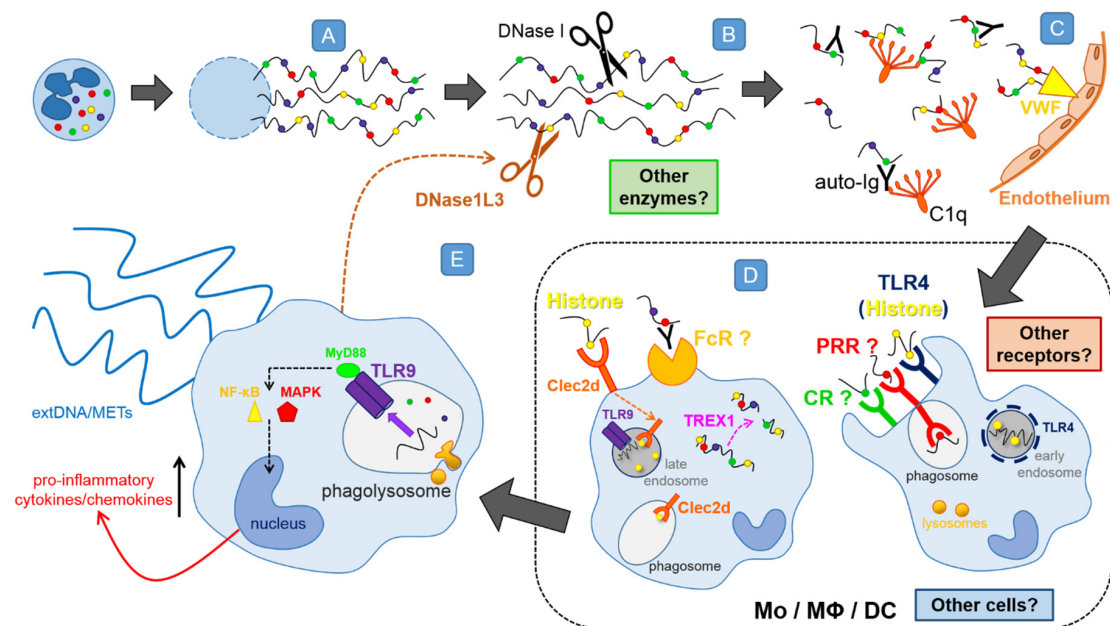 A
DNase I
B
C
VWF
DNase1L3
Other
enzymes?
auto-Ig
C1q
Endothelium
E
extDNA/METs
MyD88
TLR9
NF-κB
MAPK
phagolysosome
pro-inflammatory
cytokines/chemokines
nucleus
D
Histone
FcR ?
Clec2d
TLR9
TREX1
late
endosome
Clec2d
phagosome
TLR4
(Histone)
Other
receptors?
PRR ?
CR ?
TLR4
early
endosome
phagosome
lysosomes
Mo / MΦ / DC
Other cells?